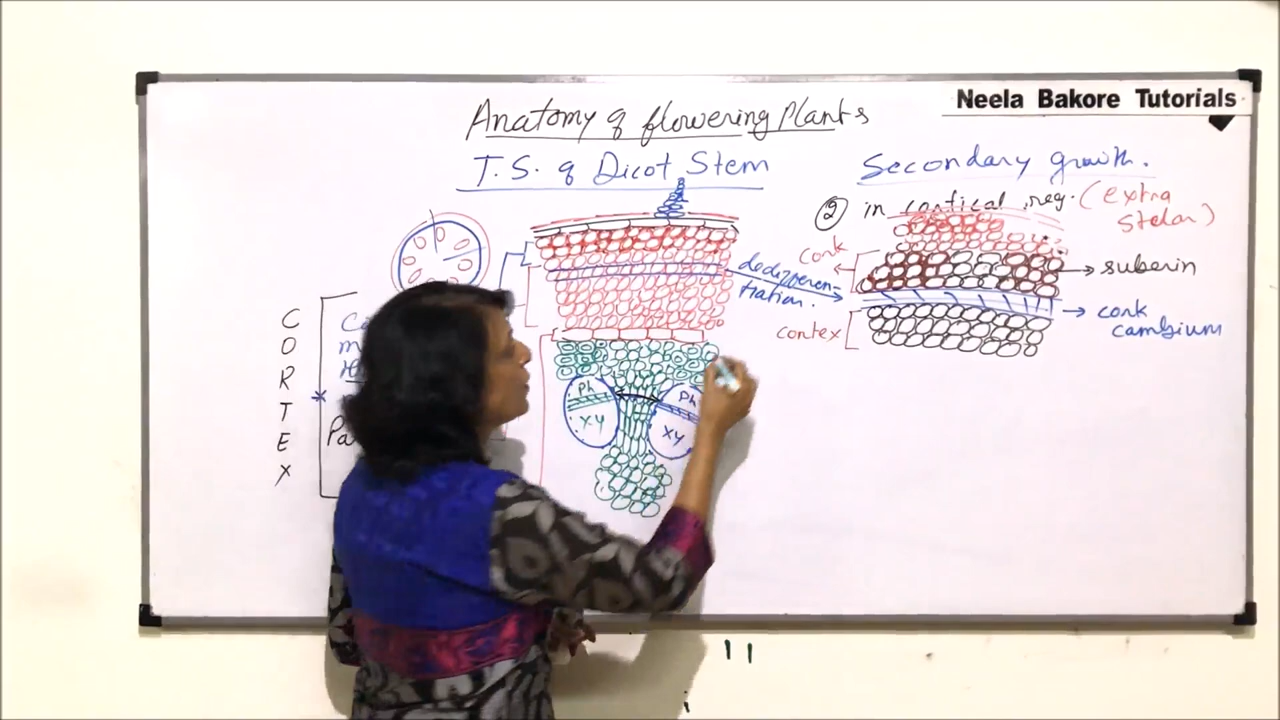 Neela Bakore Tutorials
Anatomy of flowering Plants
T.S. of Dicot Stem
Secondary growth.
② in cortical reg. (extra
stelar)
cork
suberin
dedifferen-
tiation.
cork
cambium
cortex
CORTEX
Ph
XY
Ph
XY